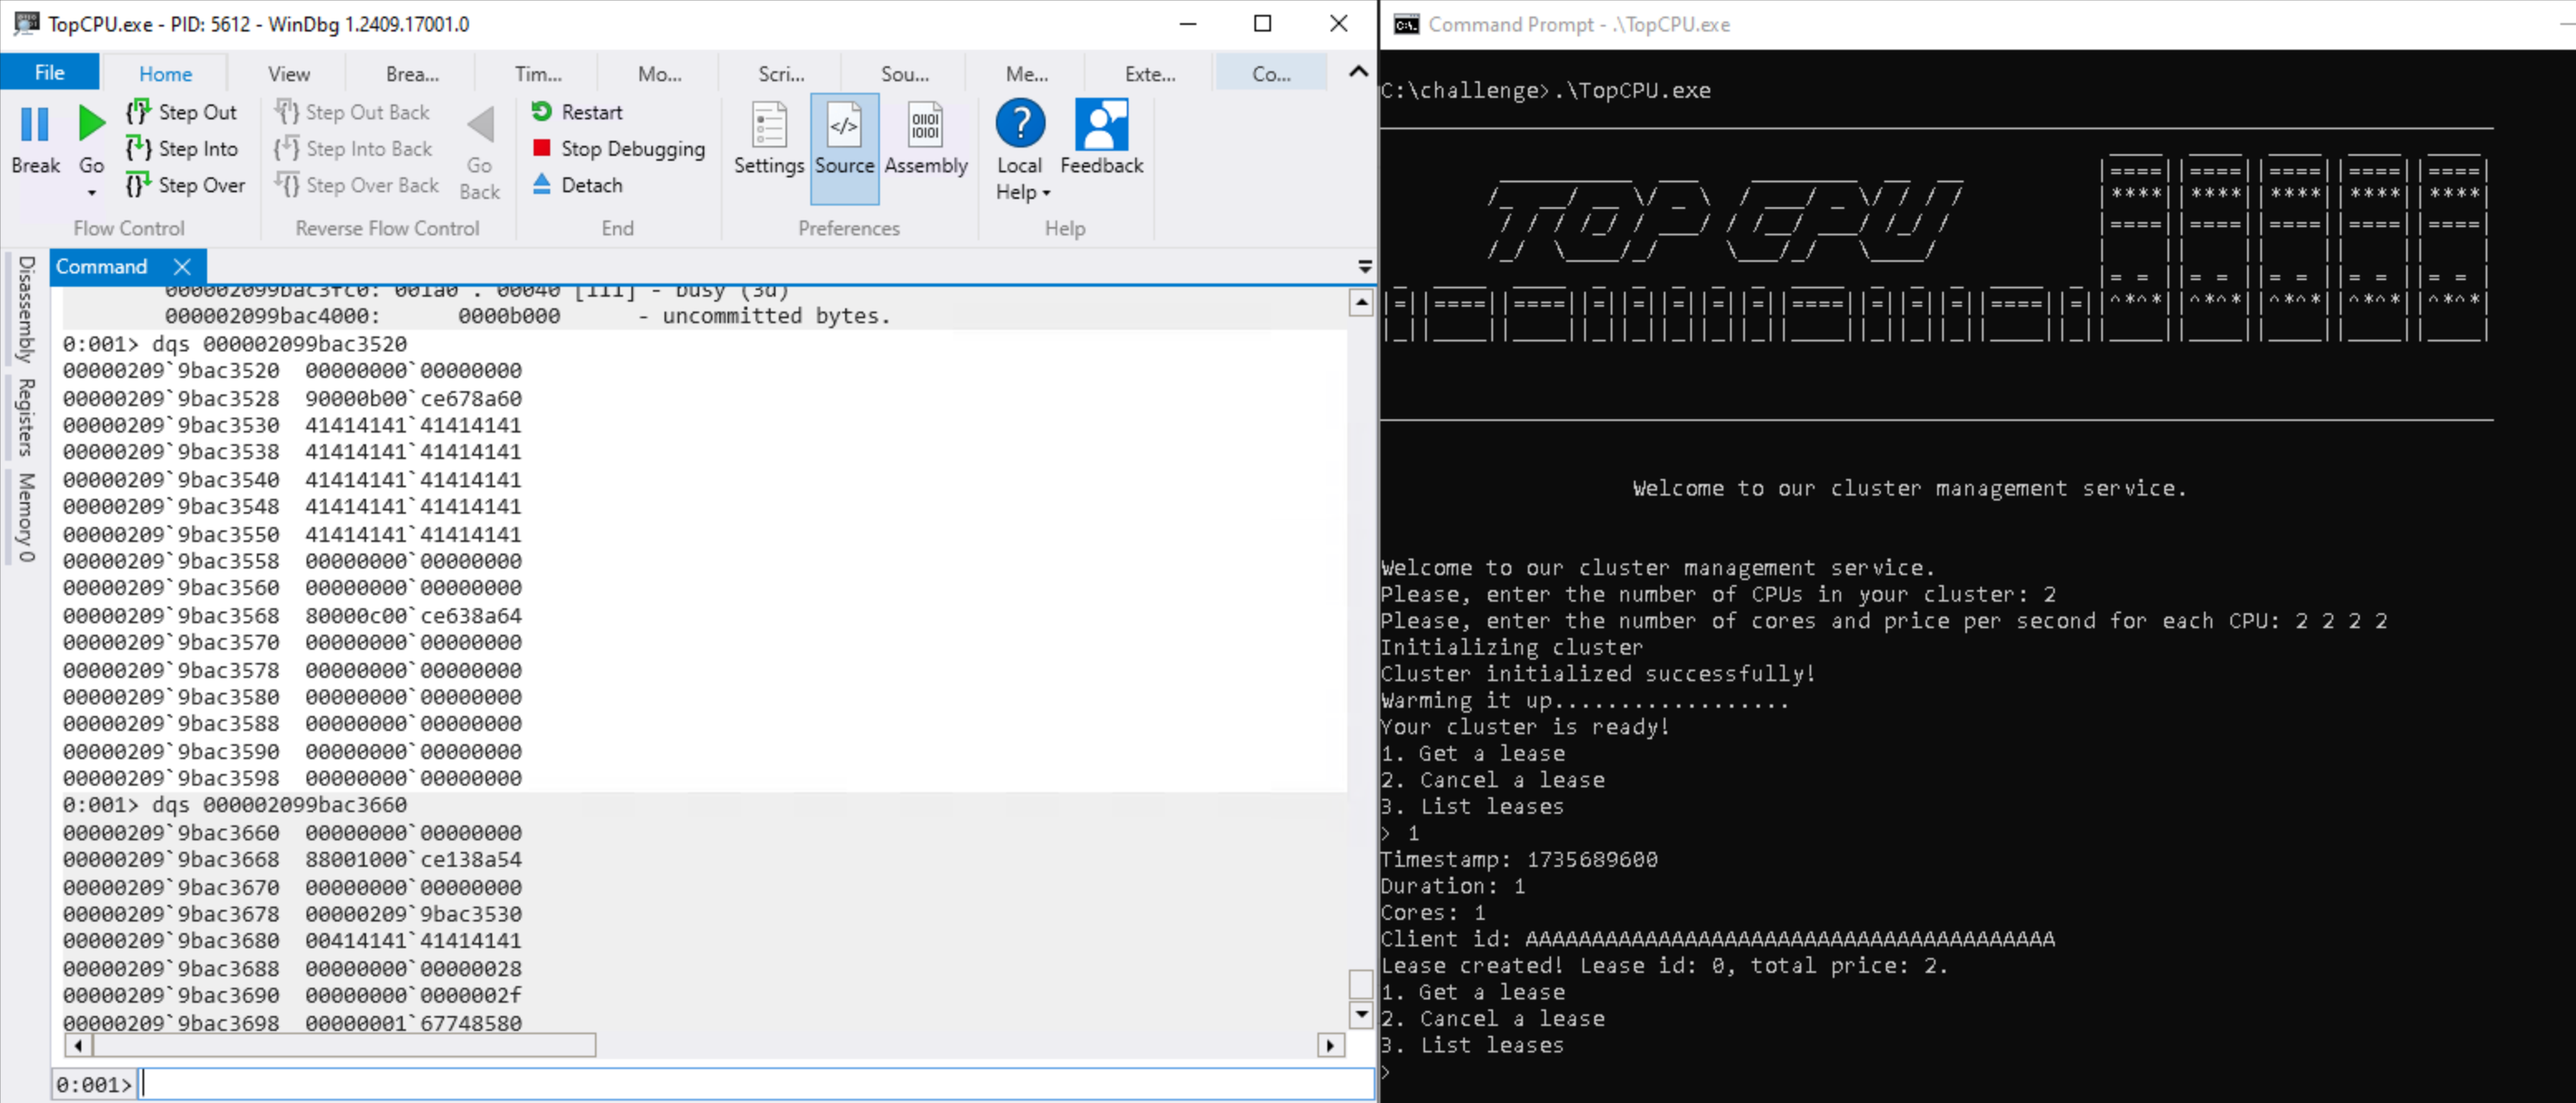 TopCPU.exe - PID: 5612 - WinDbg 1.2409.17001.0
File Home View Brea... Tim... Mo... Scri... Sou... Me... Exte... Co...
Break
Go
Step Out
Step Into
Step Over
Flow Control
Step Out Back
Step Into Back
Step Over Back
Go Back
Reverse Flow Control
Restart
Stop Debugging
Detach
End
Settings Source Assembly
Preferences
Local Help Feedback
Help
Disassembly
Registers
Memory 0
Command
000002099bac3fc0: 001a0 . 00040 [111] - busy (3d)
000002099bac4000: 0000b000 - uncommitted bytes.
0:001> dqs 000002099bac3520
00000209`9bac3520 00000000`00000000
00000209`9bac3528 90000b00`ce678a60
00000209`9bac3530 41414141`41414141
00000209`9bac3538 41414141`41414141
00000209`9bac3540 41414141`41414141
00000209`9bac3548 41414141`41414141
00000209`9bac3550 41414141`41414141
00000209`9bac3558 00000000`00000000
00000209`9bac3560 00000000`00000000
00000209`9bac3568 80000c00`ce638a64
00000209`9bac3570 00000000`00000000
00000209`9bac3578 00000000`00000000
00000209`9bac3580 00000000`00000000
00000209`9bac3588 00000000`00000000
00000209`9bac3590 00000000`00000000
00000209`9bac3598 00000000`00000000
0:001> dqs 000002099bac3660
00000209`9bac3660 00000000`00000000
00000209`9bac3668 88001000`ce138a54
00000209`9bac3670 00000000`00000000
00000209`9bac3678 00000209`9bac3530
00000209`9bac3680 00414141`41414141
00000209`9bac3688 00000000`00000028
00000209`9bac3690 00000000`0000002f
00000209`9bac3698 00000001`67748580
0:001>
Command Prompt - .\TopCPU.exe
C:\challenge>.\TopCPU.exe
TOP CPU
Welcome to our cluster management service.
Welcome to our cluster management service.
Please, enter the number of CPUs in your cluster: 2
Please, enter the number of cores and price per second for each CPU: 2 2 2 2
Initializing cluster
Cluster initialized successfully!
Warming it up..................
Your cluster is ready!
1. Get a lease
2. Cancel a lease
3. List leases
> 1
Timestamp: 1735689600
Duration: 1
Cores: 1
Client id: AAAAAAAAAAAAAAAAAAAAAAAAAAAAAAAAAAAAAAAA
Lease created! Lease id: 0, total price: 2.
1. Get a lease
2. Cancel a lease
3. List leases
>